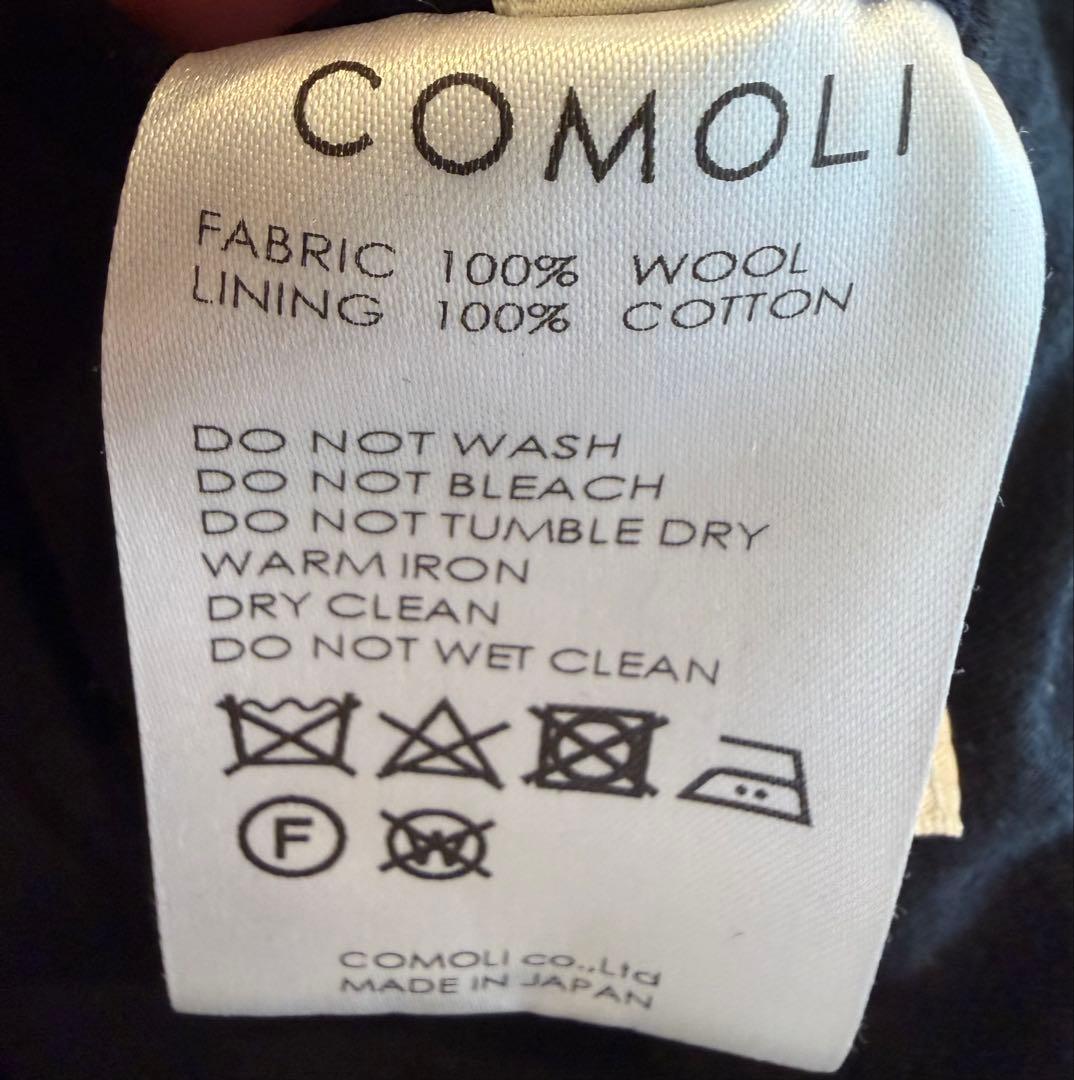 COMOLI
FABRIC 100% WOOL
LINING 100% COTTON
DO NOT WASH
DO NOT BLEACH
DO NOT TUMBLE DRY
WARM IRON
DRY CLEAN
DO NOT WET CLEAN
F W
COMOLI co.,Ltd
MADE IN JAPAN